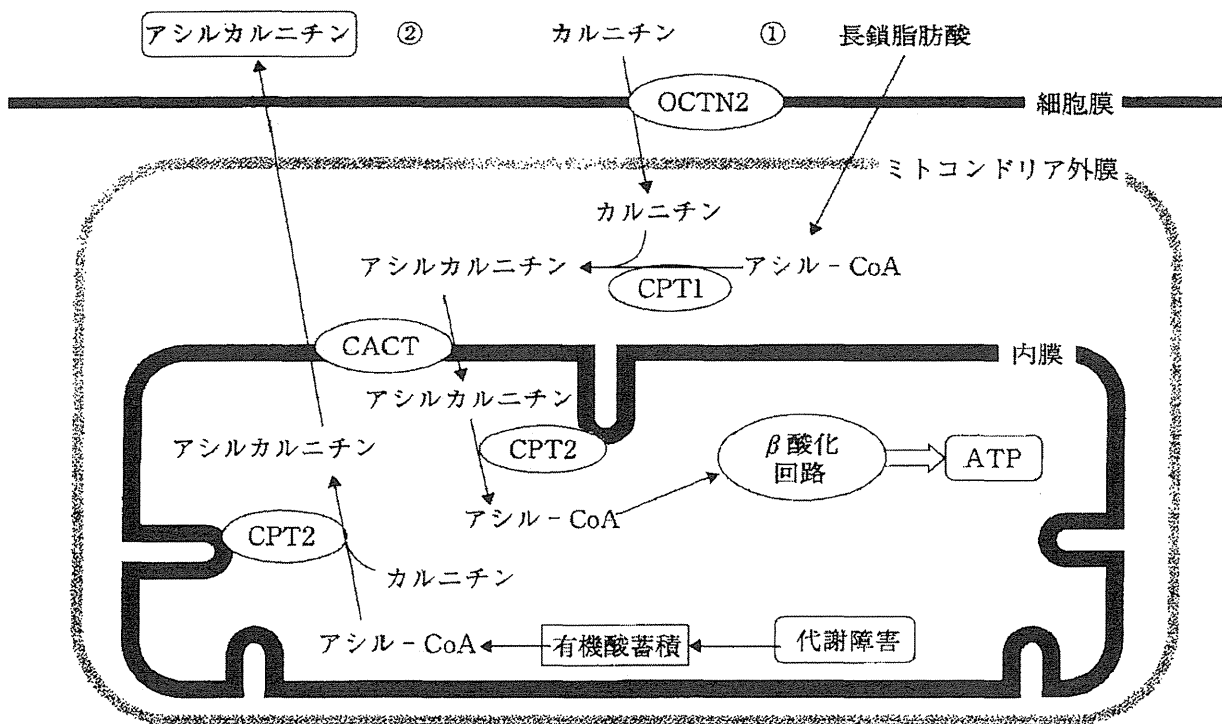 アシルカルニチン ② カルニチン ① 長鎖脂肪酸
OCTN2
細胞膜
ミトコンドリア外膜
カルニチン
アシルカルニチン
アシル-CoA
CPT1
CACT
内膜
アシルカルニチン
アシルカルニチン
CPT2
β酸化
回路
ATP
アシル-CoA
CPT2
カルニチン
アシル-CoA
有機酸蓄積
代謝障害